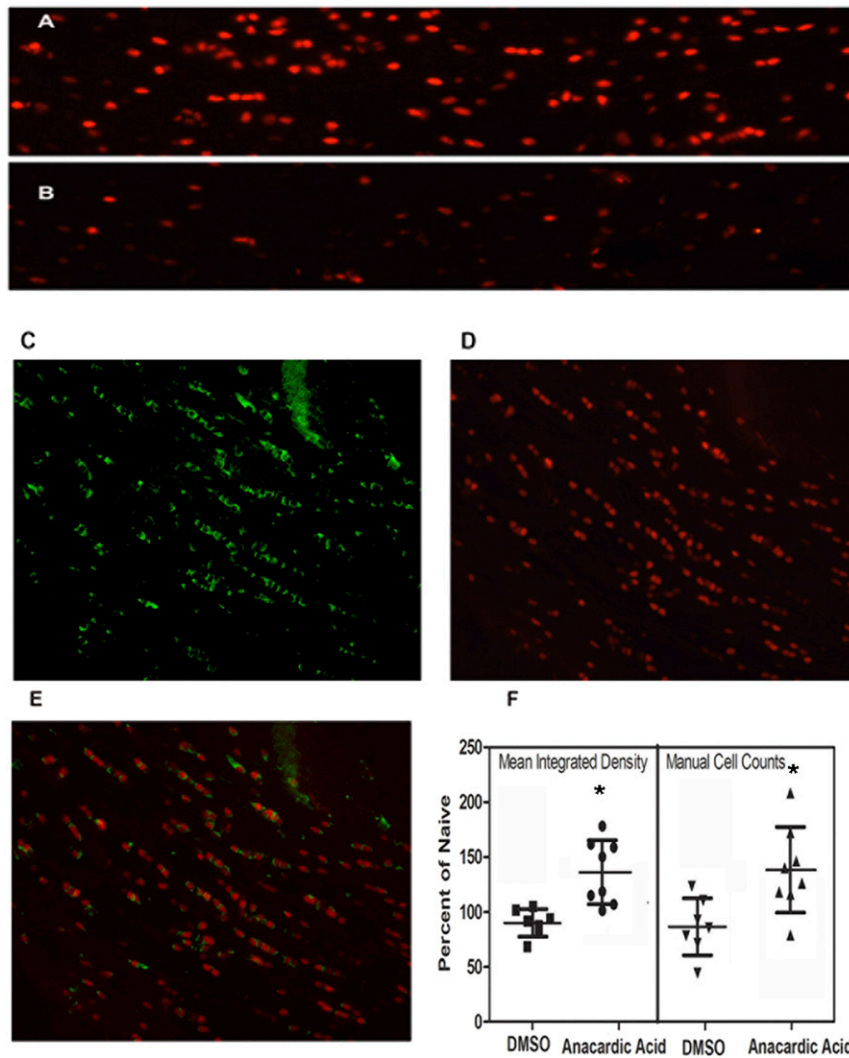 A
B
C
D
E
F
250
200
150
100
50
0
Percent of Naive
Mean Integrated Density
Manual Cell Counts
*
*
DMSO
Anacardic Acid
DMSO
Anacardic Acid